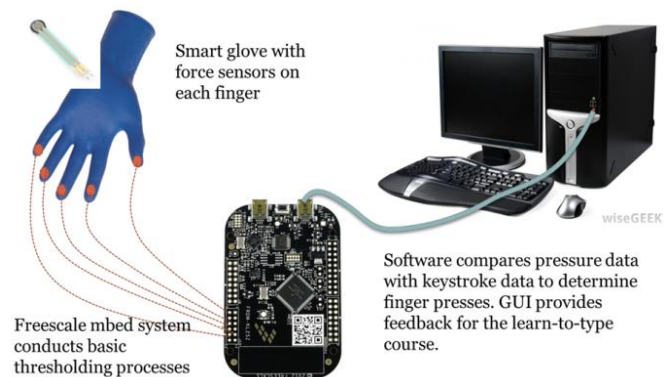 Smart glove with
force sensors on
each finger
wiseGEEK
Software compares pressure data
with keystroke data to determine
finger presses. GUI provides
feedback for the learn-to-type
course.
Freescale mbed system
conducts basic
thresholding processes